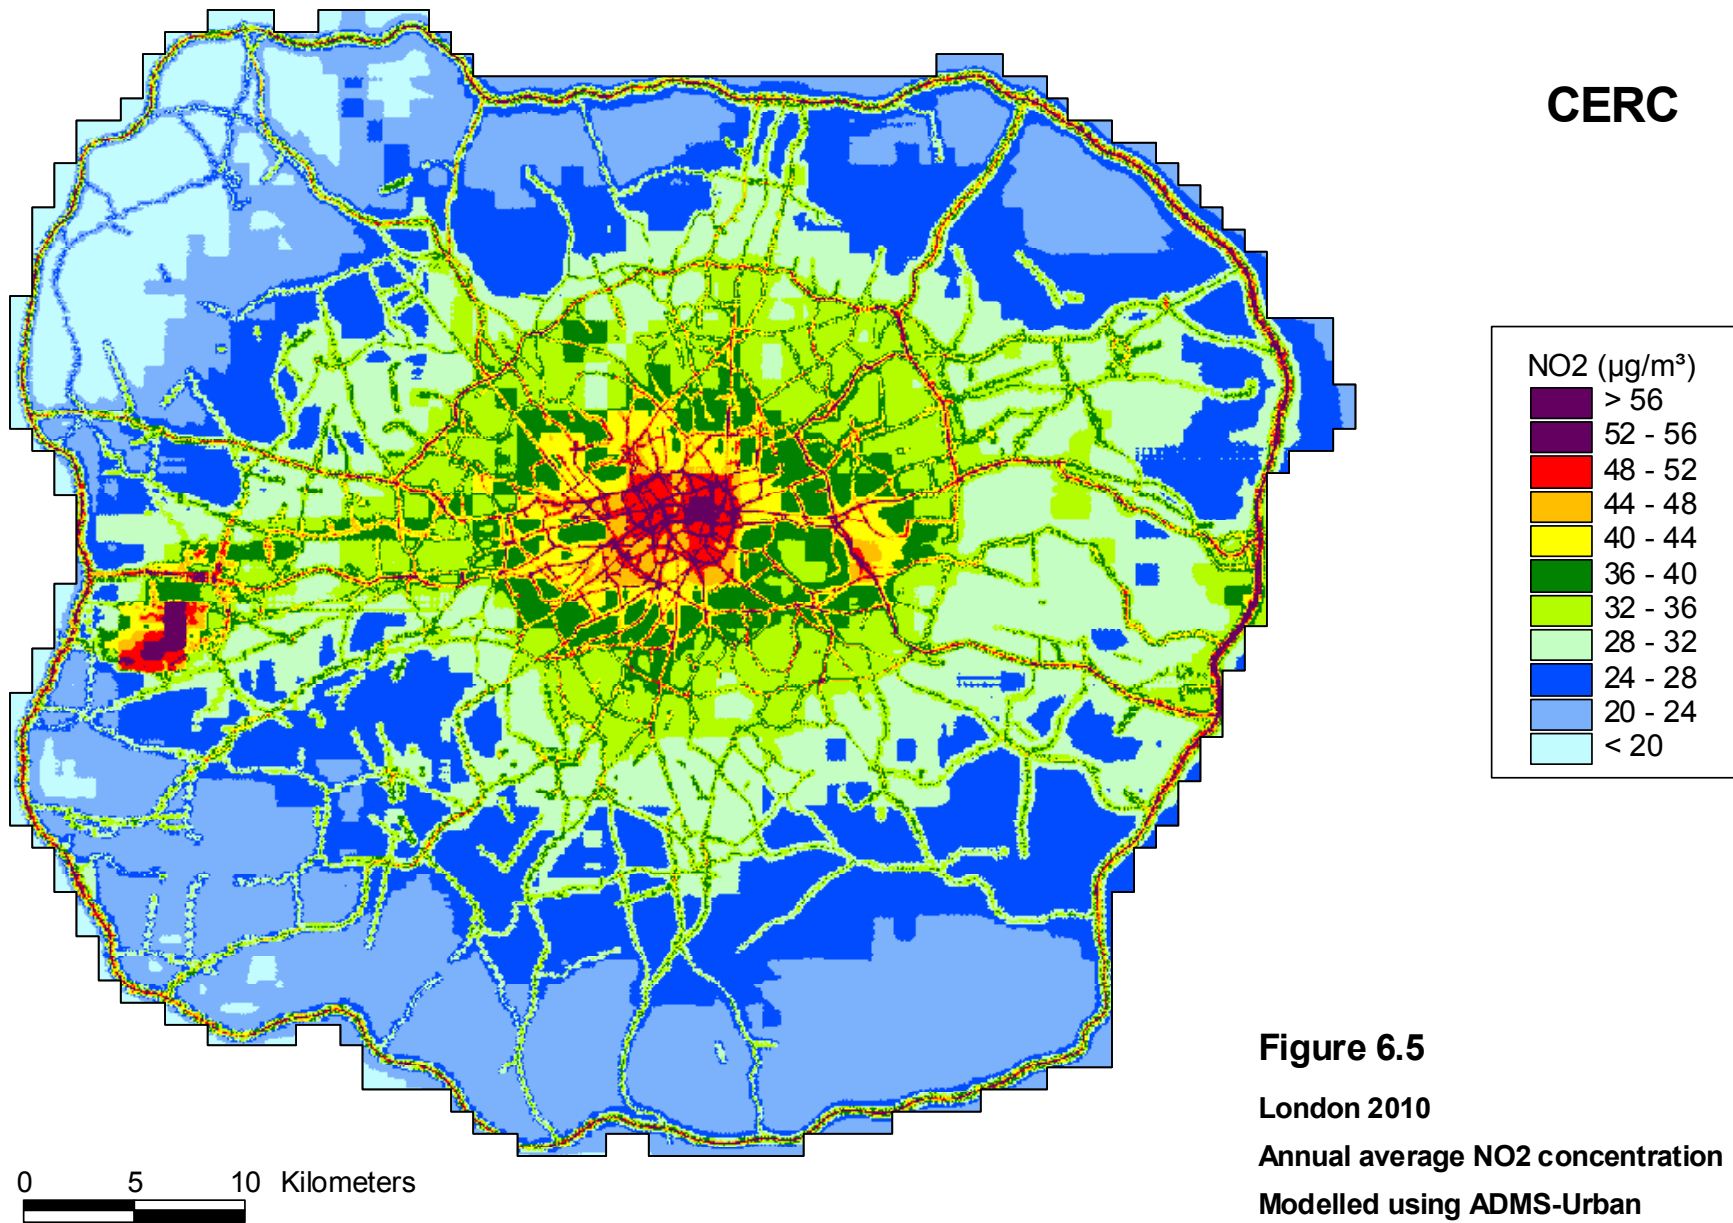 CERC
NO2 (µg/m³)
> 56
52 - 56
48 - 52
44 - 48
40 - 44
36 - 40
32 - 36
28 - 32
24 - 28
20 - 24
< 20
Figure 6.5
London 2010
Annual average NO2 concentration
Modelled using ADMS-Urban
0 5 10 Kilometers